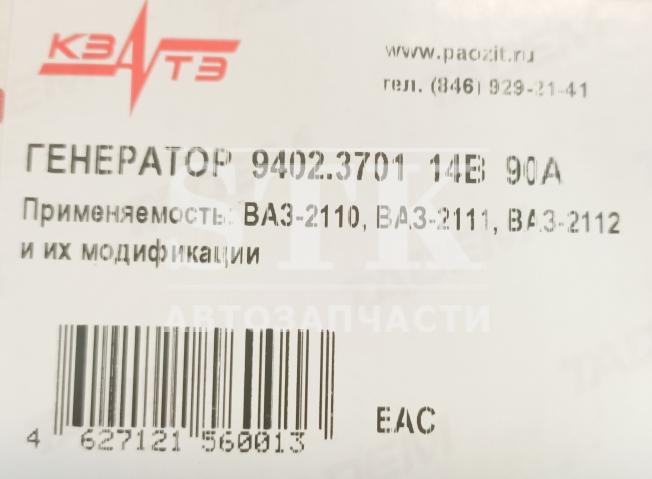 КЗАТЭ
www.paozit.ru
тел. (846) 929-21-41
ГЕНЕРАТОР 9402.3701 14В 90А
Применяемость: ВАЗ-2110, ВАЗ-2111, ВАЗ-2112
и их модификации
STK
АВТОЗАПЧАСТИ
4 627121 560013
EAC